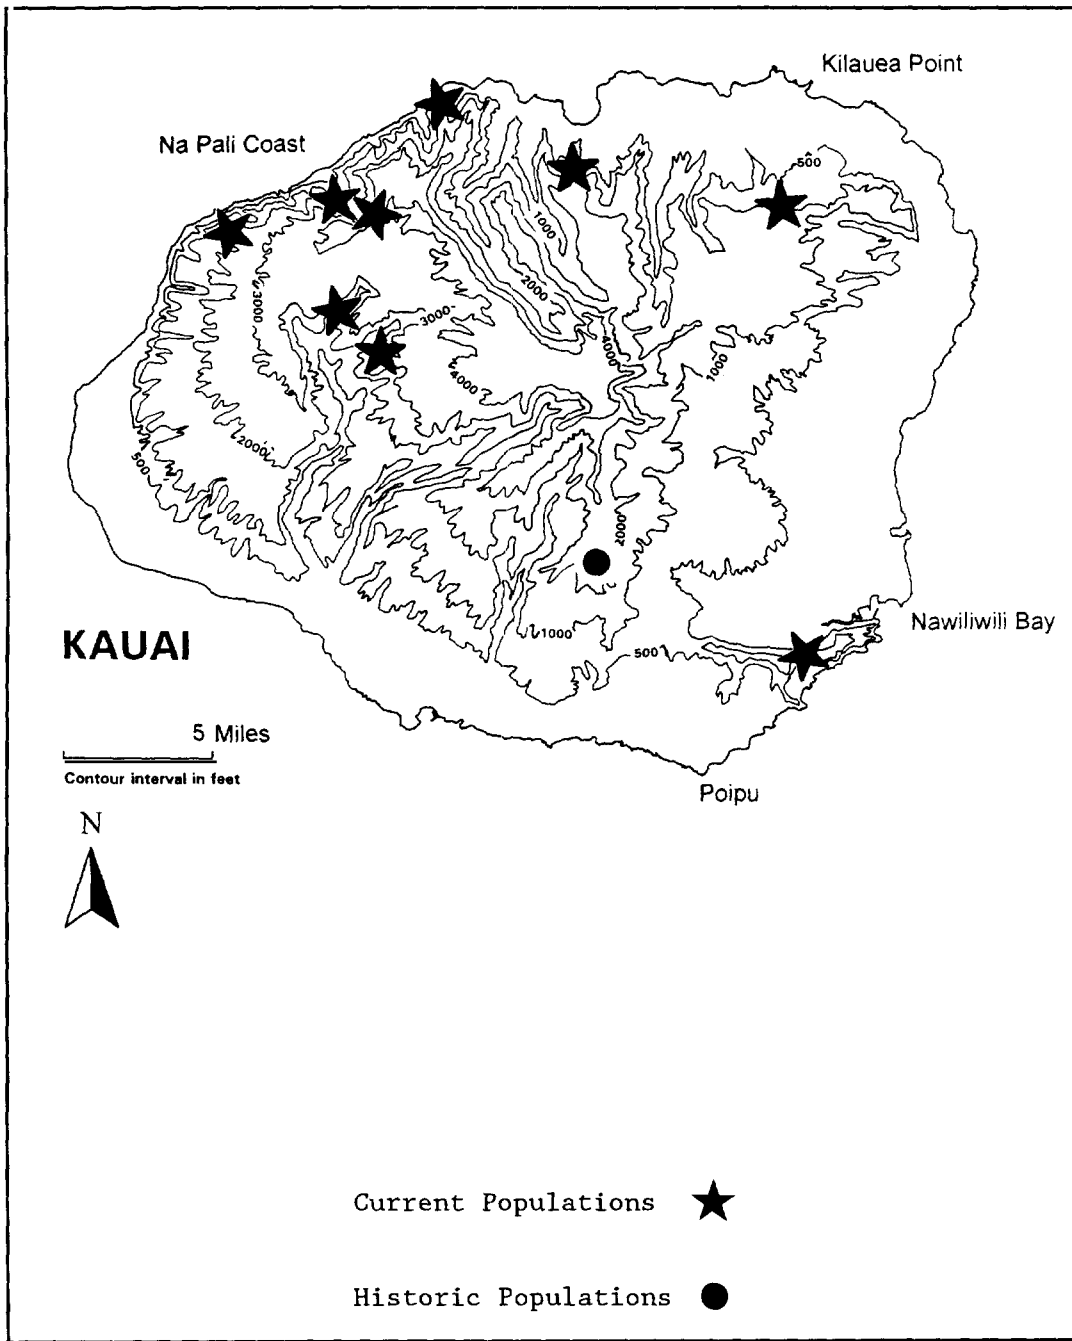 Kilauea Point
Na Pali Coast
500
1000
2000
3000
3000
4000
4000
1000
2000
500
2000
1000
500
Nawiliwili Bay
KAUAI
5 Miles
Contour interval in feet
Poipu
N
Current Populations
Historic Populations